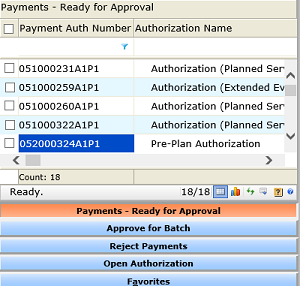 Payments - Ready for Approval
Payment Auth Number Authorization Name
051000231A1P1 Authorization (Planned Ser
051000259A1P1 Authorization (Extended Ev
051000260A1P1 Authorization (Planned Ser
051000322A1P1 Authorization (Planned Ser
052000324A1P1 Pre-Plan Authorization
Count: 18
Ready. 18/18
Payments - Ready for Approval
Approve for Batch
Reject Payments
Open Authorization
Favorites